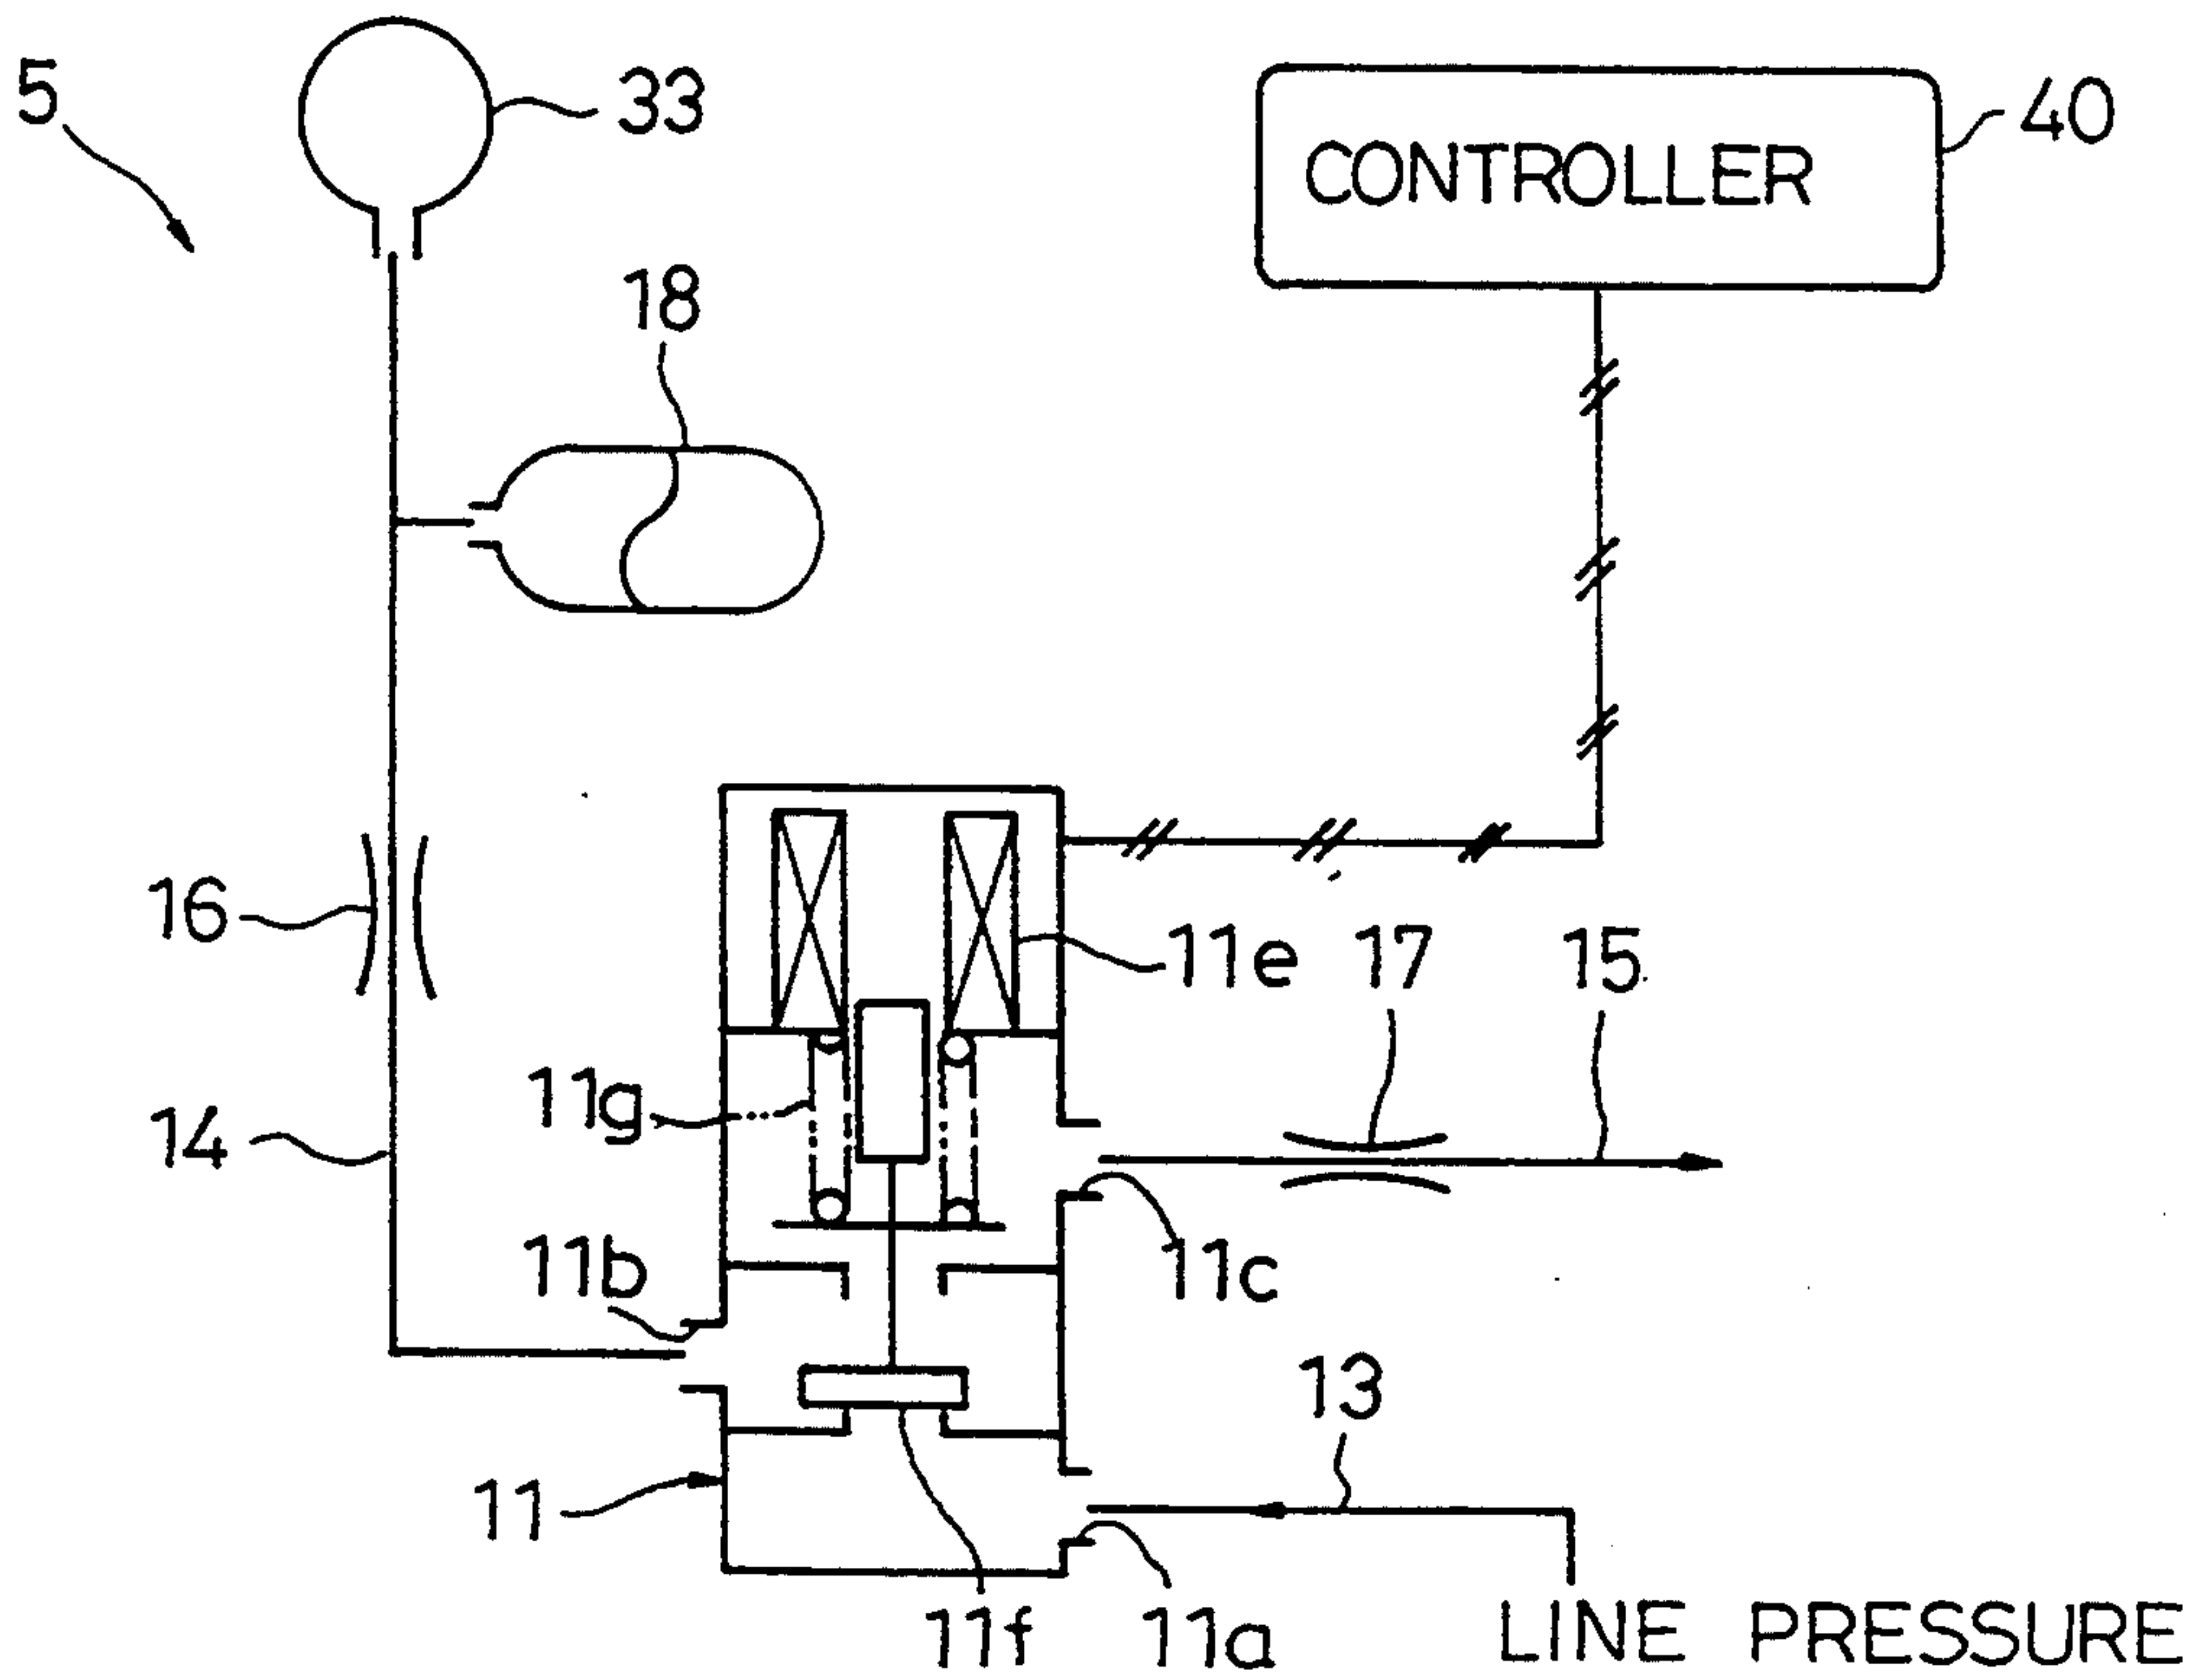 5
33
CONTROLLER
40
18
16
11e
17
15
11g
14
11b
11c
13
11
11f
11a
LINE PRESSURE